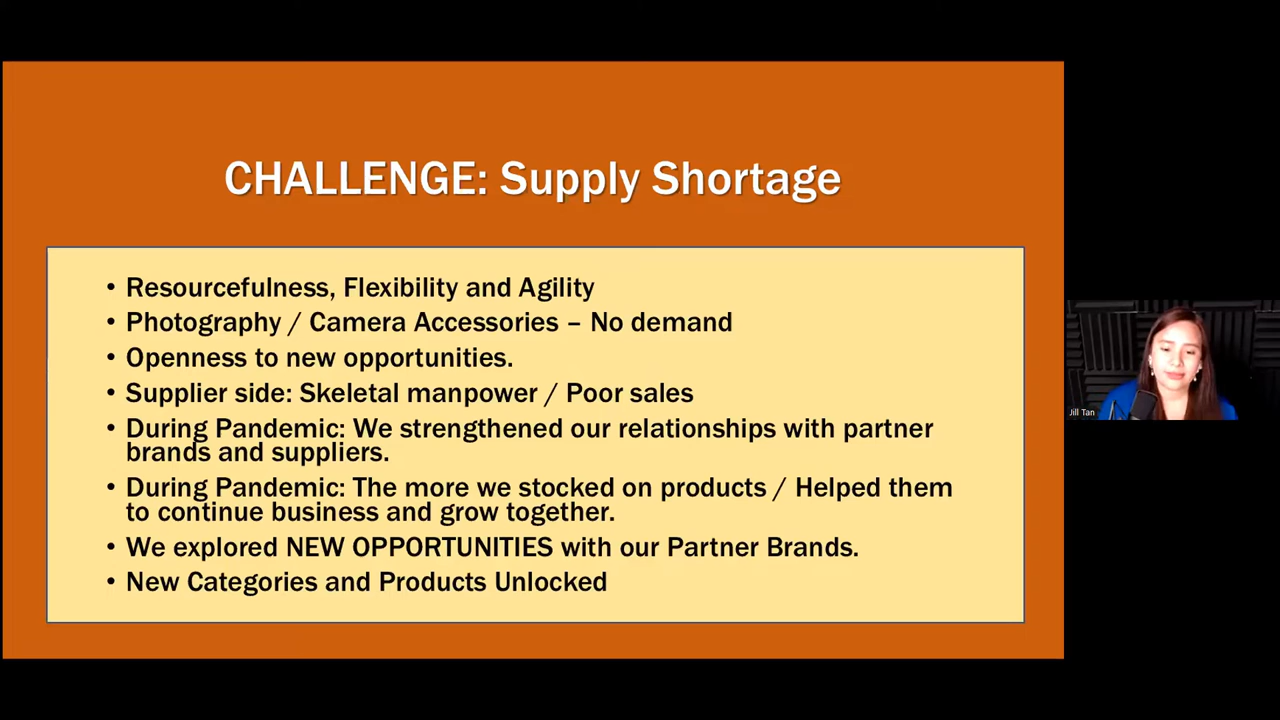 CHALLENGE: Supply Shortage
• Resourcefulness, Flexibility and Agility
• Photography / Camera Accessories – No demand
• Openness to new opportunities.
• Supplier side: Skeletal manpower / Poor sales
• During Pandemic: We strengthened our relationships with partner
brands and suppliers.
• During Pandemic: The more we stocked on products / Helped them
to continue business and grow together.
• We explored NEW OPPORTUNITIES with our Partner Brands.
• New Categories and Products Unlocked
Jill Tan